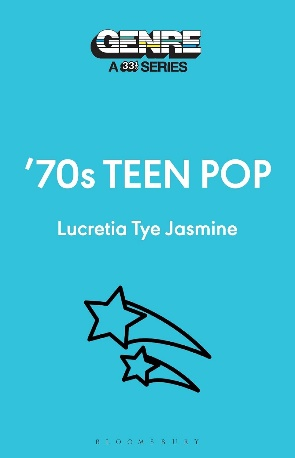 GENRE
A 33⅓ SERIES
’70s TEEN POP
Lucretia Tye Jasmine
BLOOMSBURY